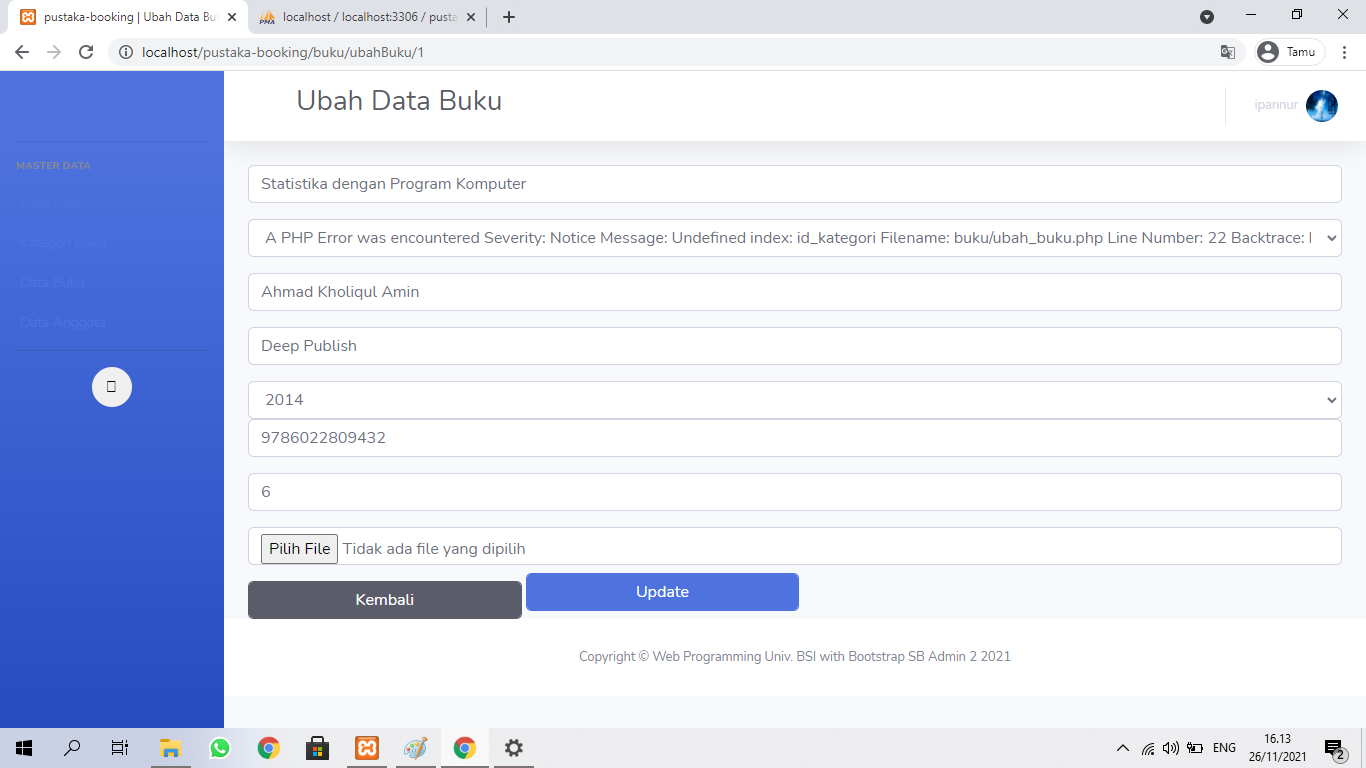 pustaka-booking | Ubah Data Bu
localhost / localhost:3306 / pusta
localhost/pustaka-booking/buku/ubahBuku/1
Tamu
Ubah Data Buku
ipannur
MASTER DATA
Data User
Kategori Buku
Data Buku
Data Anggota
Statistika dengan Program Komputer
A PHP Error was encountered Severity: Notice Message: Undefined index: id_kategori Filename: buku/ubah_buku.php Line Number: 22 Backtrace:
Ahmad Kholiqul Amin
Deep Publish
2014
9786022809432
6
Pilih File Tidak ada file yang dipilih
Kembali
Update
Copyright © Web Programming Univ. BSI with Bootstrap SB Admin 2 2021
ENG
16.13
26/11/2021
2